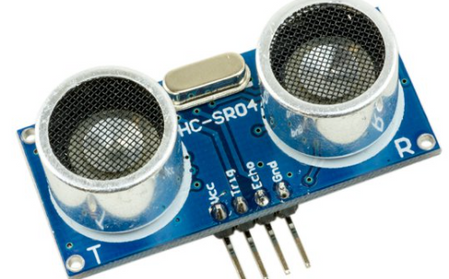 HC-SR04
Vcc
Trig
Echo
Gnd
T
R